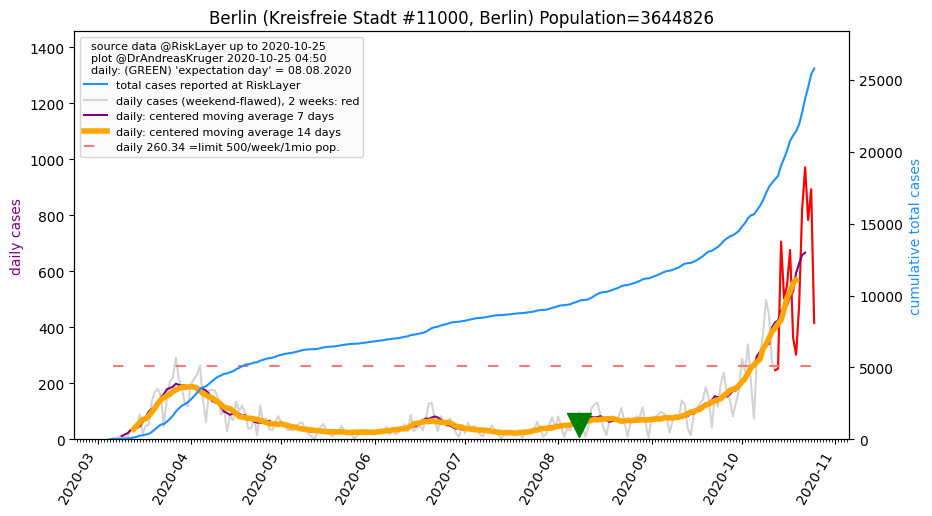 Berlin (Kreisfreie Stadt #11000, Berlin) Population=3644826
source data @RiskLayer up to 2020-10-25
plot @DrAndreasKruger 2020-10-25 04:50
daily: (GREEN) 'expectation day' = 08.08.2020
total cases reported at RiskLayer
daily cases (weekend-flawed), 2 weeks: red
daily: centered moving average 7 days
daily: centered moving average 14 days
daily 260.34 =limit 500/week/1mio pop.
daily cases
1400
1200
1000
800
600
400
200
0
cumulative total cases
25000
20000
15000
10000
5000
0
2020-03
2020-04
2020-05
2020-06
2020-07
2020-08
2020-09
2020-10
2020-11